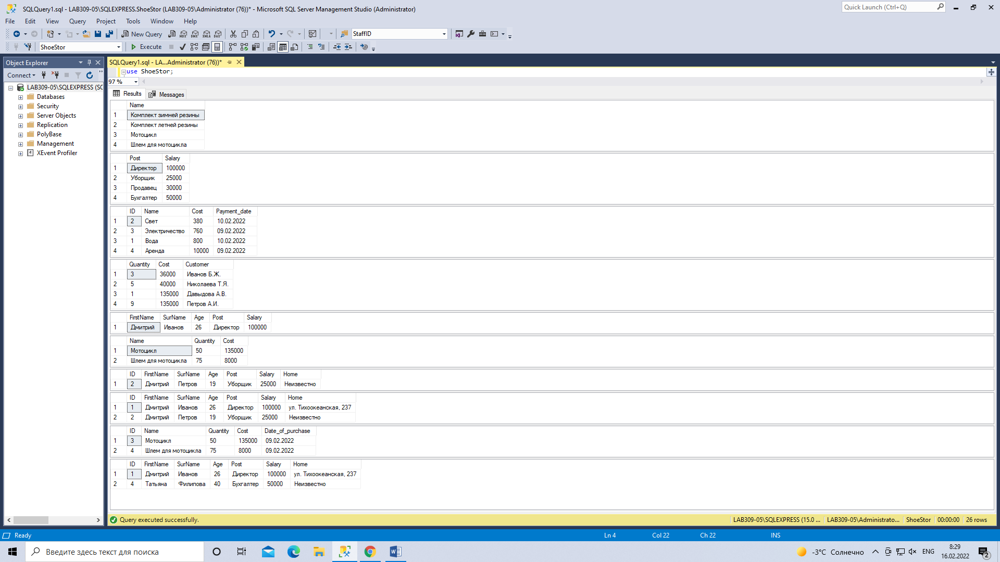 SQLQuery1.sql - LAB309-05\SQLEXPRESS.ShoeStor (LAB309-05\Administrator (76))* - Microsoft SQL Server Management Studio (Administrator)
Quick Launch (Ctrl+Q)
File Edit View Query Project Tools Window Help
New Query MDX DMX XMLA DAX StaffID
ShoeStor Execute
Object Explorer
Connect
LAB309-05\SQLEXPRESS (SC
Databases
Security
Server Objects
Replication
PolyBase
Management
XEvent Profiler
SQLQuery1.sql - LA...Administrator (76))*
use ShoeStor;
97 %
Results Messages
Name
1 Комплект зимней резины
2 Комплект летней резины
3 Мотоцикл
4 Шлем для мотоцикла
Post Salary
1 Директор 100000
2 Уборщик 25000
3 Продавец 30000
4 Бухгалтер 50000
ID Name Cost Payment_date
1 2 Свет 380 10.02.2022
2 3 Электричество 760 09.02.2022
3 1 Вода 800 10.02.2022
4 4 Аренда 10000 09.02.2022
Quantity Cost Customer
1 3 36000 Иванов Б.Ж.
2 5 40000 Николаева Т.Я.
3 1 135000 Давыдова А.В.
4 9 135000 Петров А.И.
FirstName SurName Age Post Salary
1 Дмитрий Иванов 26 Директор 100000
Name Quantity Cost
1 Мотоцикл 50 135000
2 Шлем для мотоцикла 75 8000
ID FirstName SurName Age Post Salary Home
1 2 Дмитрий Петров 19 Уборщик 25000 Неизвестно
ID FirstName SurName Age Post Salary Home
1 1 Дмитрий Иванов 26 Директор 100000 ул. Тихоокеанская, 237
2 2 Дмитрий Петров 19 Уборщик 25000 Неизвестно
ID Name Quantity Cost Date_of_purchase
1 3 Мотоцикл 50 135000 09.02.2022
2 4 Шлем для мотоцикла 75 8000 09.02.2022
ID FirstName SurName Age Post Salary Home
1 1 Дмитрий Иванов 26 Директор 100000 ул. Тихоокеанская, 237
2 4 Татьяна Филипова 40 Бухгалтер 50000 Неизвестно
Query executed successfully. LAB309-05\SQLEXPRESS (15.0 ... LAB309-05\Administrato... ShoeStor 00:00:00 26 rows
Ready Ln 4 Col 22 Ch 22 INS
Введите здесь текст для поиска
-3°C Солнечно ENG
8:29
16.02.2022
2